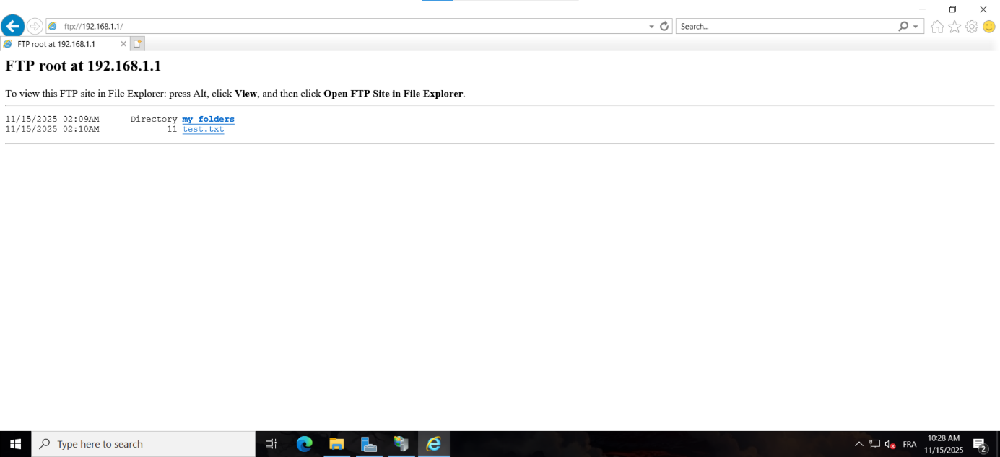 ftp://192.168.1.1/
Search...
FTP root at 192.168.1.1
FTP root at 192.168.1.1
To view this FTP site in File Explorer: press Alt, click View, and then click Open FTP Site in File Explorer.
11/15/2025 02:09AM Directory my folders
11/15/2025 02:10AM 11 test.txt
Type here to search
FRA
10:28 AM
11/15/2025
2